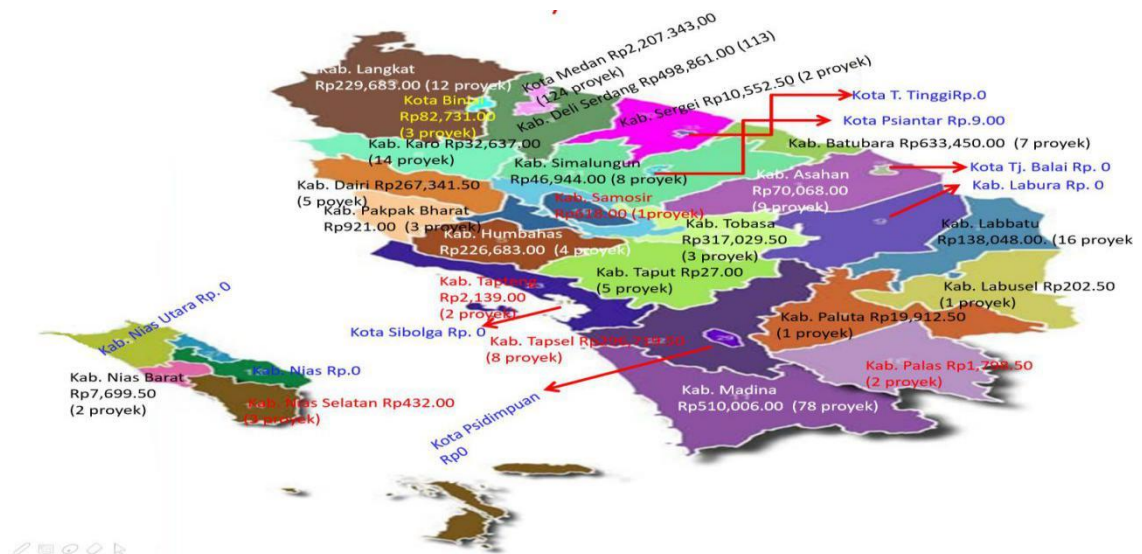 Kab. Langkat
Rp229,683.00 (12 proyek)
Kota Medan Rp2,207.343,00
(124 proyek)
Kab. Deli Serdang Rp498,861.00 (113)
Kab. Sergei Rp10,552.50 (2 proyek)
Kota T. TinggiRp.0
Kota Binjai
Rp82,731.00
(3 proyek)
Kota Psiantar Rp.9.00
Kab. Karo Rp32,637.00
(14 proyek)
Kab. Simalungun
Rp46,944.00 (8 proyek)
Kab. Batubara Rp633,450.00 (7 proyek)
Kab. Asahan
Rp70,068.00
(9 proyek)
Kota Tj. Balai Rp. 0
Kab. Labura Rp. 0
Kab. Dairi Rp267,341.50
(5 poyek)
Kab. Samosir
Rp618.00 (1proyek)
Kab. Pakpak Bharat
Rp921.00 (3 proyek)
Kab. Tobasa
Rp317,029.50
(3 proyek)
Kab. Labbatu
Rp138,048.00. (16 proyek
Kab. Humbahas
Rp226,683.00 (4 proyek)
Kab. Taput Rp27.00
(5 proyek)
Kab. Labusel Rp202.50
(1 proyek)
Kab. Tapteng
Rp2,139.00
(2 proyek)
Kab. Paluta Rp19,912.50
(1 proyek)
Kota Sibolga Rp. 0
Kab. Tapsel
(8 proyek)
Kab. Palas Rp1,798.50
(2 proyek)
Kab. Nias Utara Rp. 0
Kab. Nias Rp.0
Kab. Nias Barat
Rp7,699.50
(2 proyek)
Kab. Nias Selatan Rp432.00
(3 proyek)
Kab. Madina
Rp510,006.00 (78 proyek)
Kota Psidimpuan
Rp0